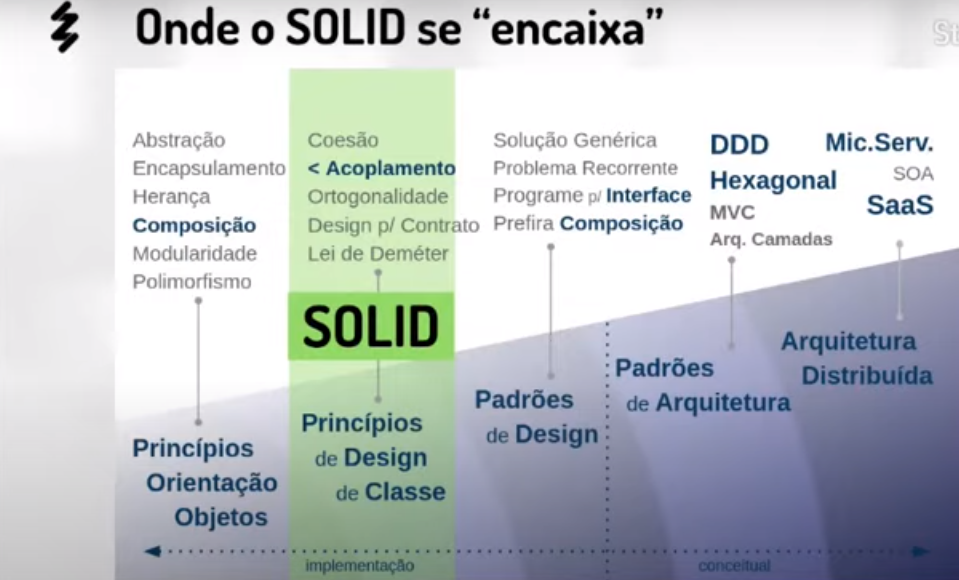 Onde o SOLID se “encaixa”
St
Abstração
Encapsulamento
Herança
Composição
Modularidade
Polimorfismo
Princípios
Orientação
Objetos
Coesão
< Acoplamento
Ortogonalidade
Design p/ Contrato
Lei de Deméter
SOLID
Princípios
de Design
de Classe
Solução Genérica
Problema Recorrente
Programe p/ Interface
Prefira Composição
Padrões
de Design
DDD
Hexagonal
MVC
Arq. Camadas
Padrões
de Arquitetura
Mic.Serv.
SOA
SaaS
Arquitetura
Distribuída
implementação
conceitual